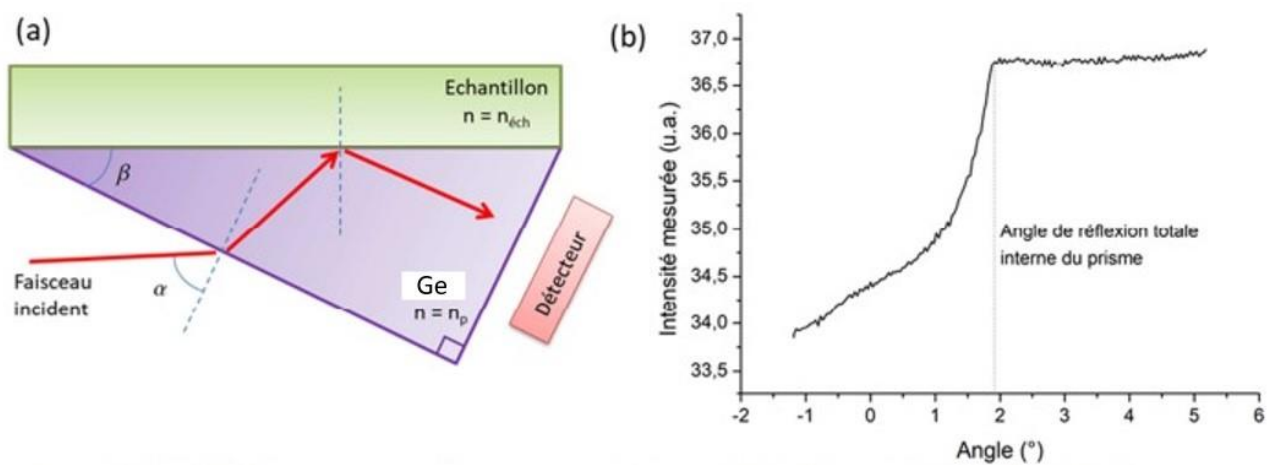 (a)
Echantillon
n = n_éch
β
Faisceau
incident
α
Ge
n = n_p
Détecteur
(b)
Intensité mesurée (u.a.)
37,0
36,5
36,0
35,5
35,0
34,5
34,0
33,5
Angle de réflexion totale
interne du prisme
-2 -1 0 1 2 3 4 5 6
Angle (°)